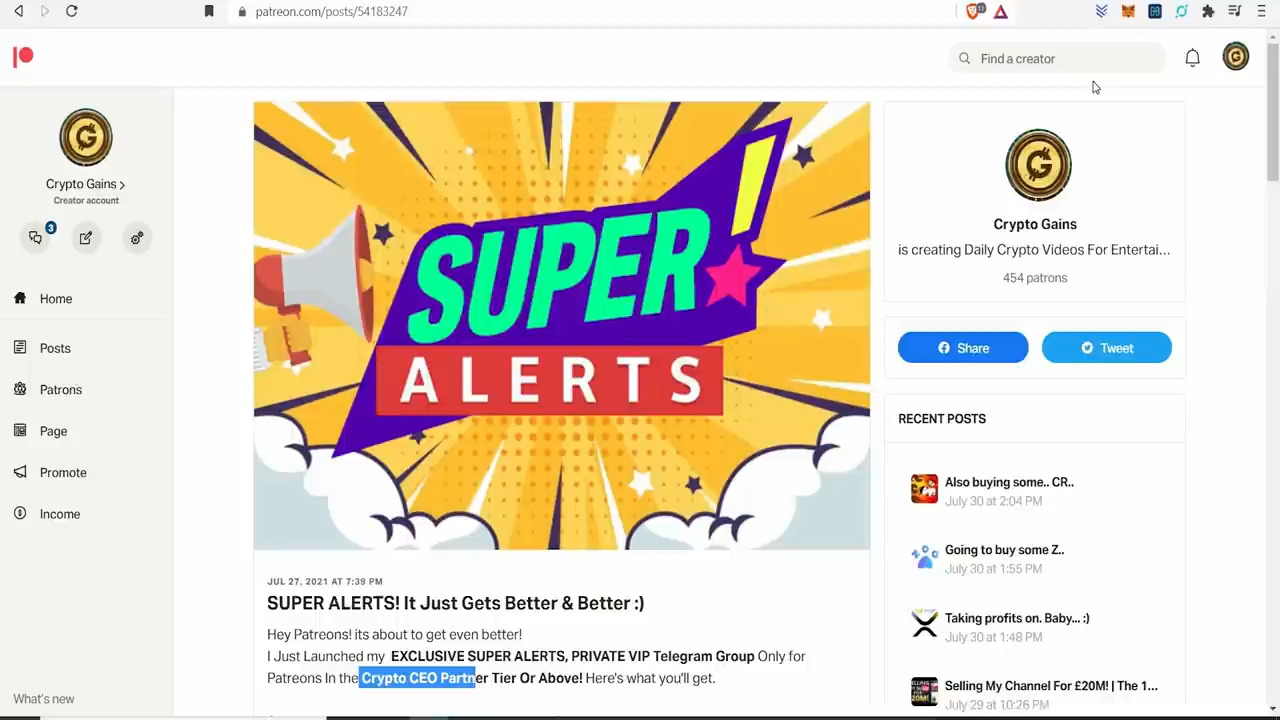 patreon.com/posts/54183247
Find a creator
Crypto Gains
Creator account
3
Home
Posts
Patrons
Page
Promote
Income
What's new
SUPER!
ALERTS
JUL 27, 2021 AT 7:39 PM
SUPER ALERTS! It Just Gets Better & Better :)
Hey Patreons! its about to get even better!
I Just Launched my EXCLUSIVE SUPER ALERTS, PRIVATE VIP Telegram Group Only for
Patreons In the Crypto CEO Partner Tier Or Above! Here's what you'll get.
Crypto Gains
is creating Daily Crypto Videos For Entertai...
454 patrons
Share
Tweet
RECENT POSTS
Also buying some.. CR..
July 30 at 2:04 PM
Going to buy some Z..
July 30 at 1:55 PM
Taking profits on. Baby... :)
July 30 at 1:48 PM
Selling My Channel For £20M! | The 1...
July 29 at 10:26 PM